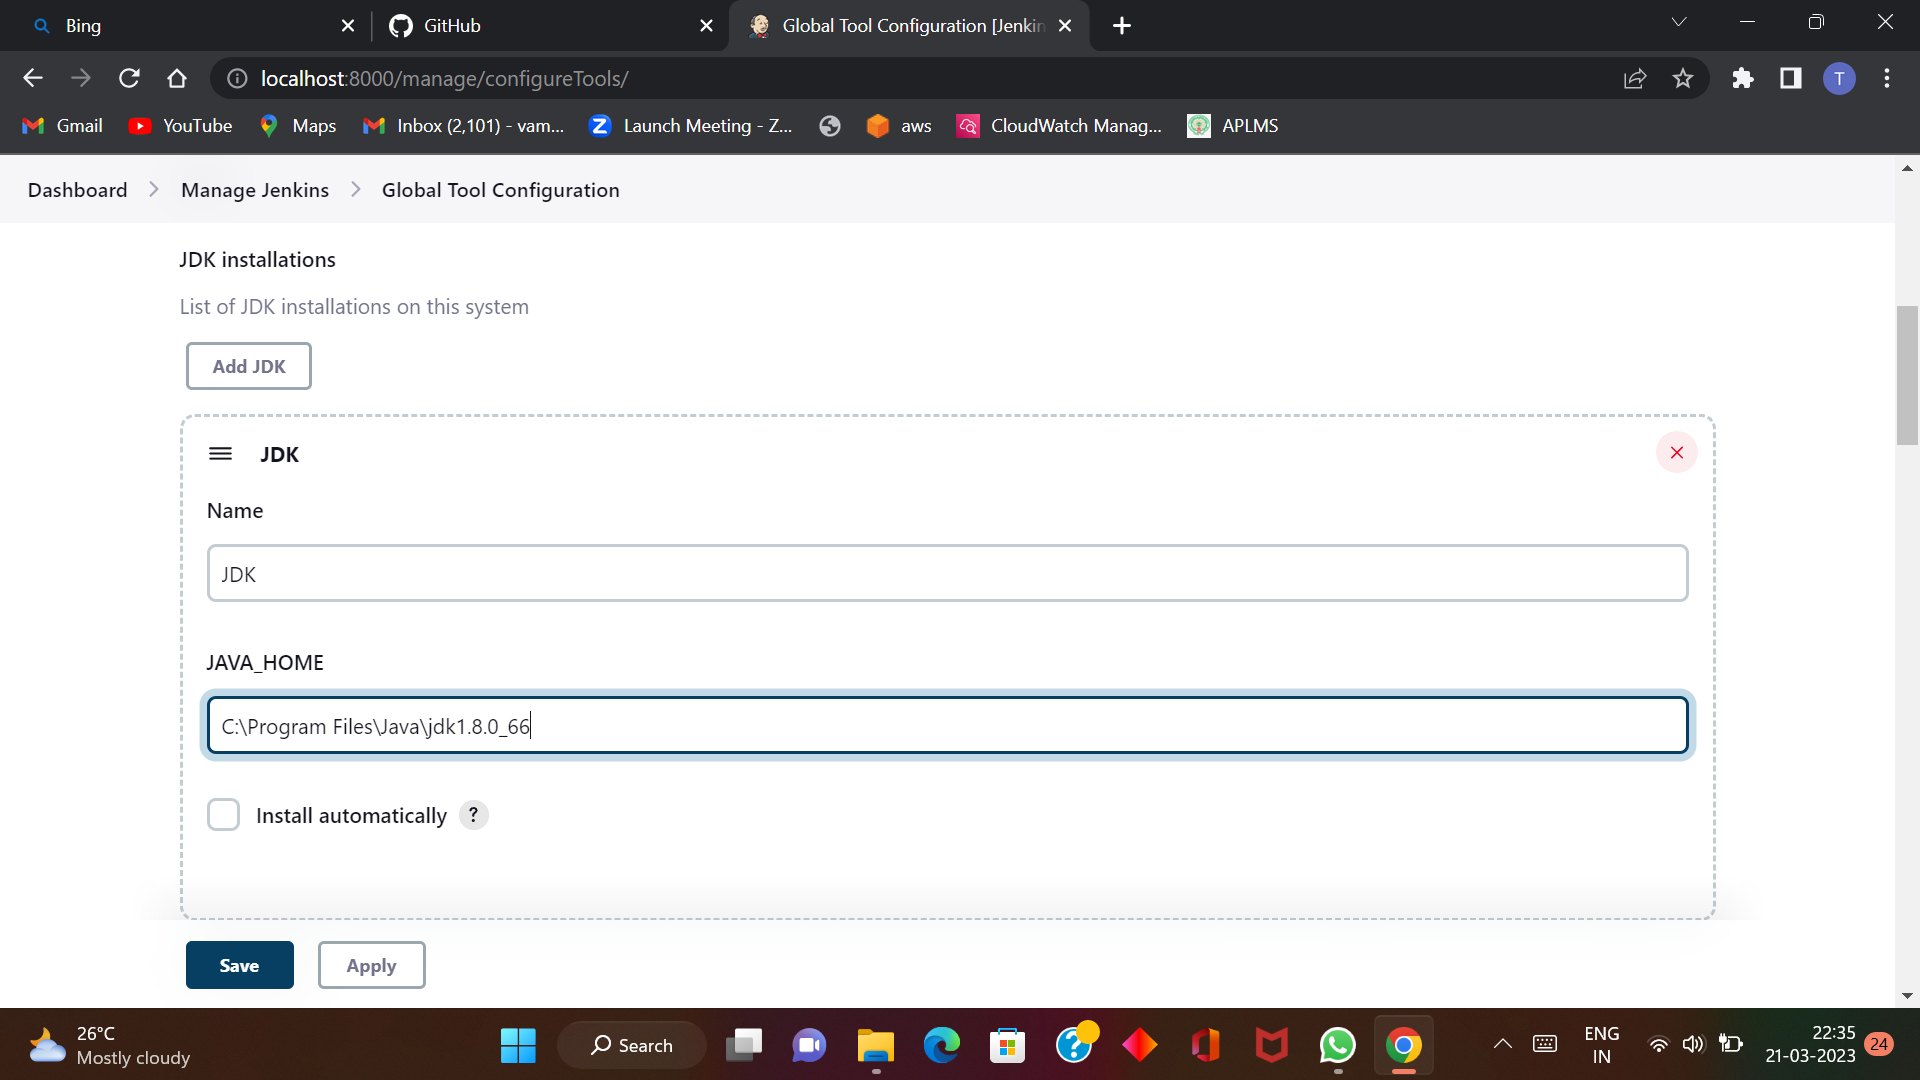 Bing
GitHub
Global Tool Configuration [Jenkin
localhost:8000/manage/configureTools/
T
Gmail
YouTube
Maps
Inbox (2,101) - vam...
Launch Meeting - Z...
aws
CloudWatch Manag...
APLMS
Dashboard
Manage Jenkins
Global Tool Configuration
JDK installations
List of JDK installations on this system
Add JDK
JDK
Name
JDK
JAVA_HOME
C:\Program Files\Java\jdk1.8.0_66
Install automatically ?
Save
Apply
26°C
Mostly cloudy
Search
ENG
IN
22:35
21-03-2023
24